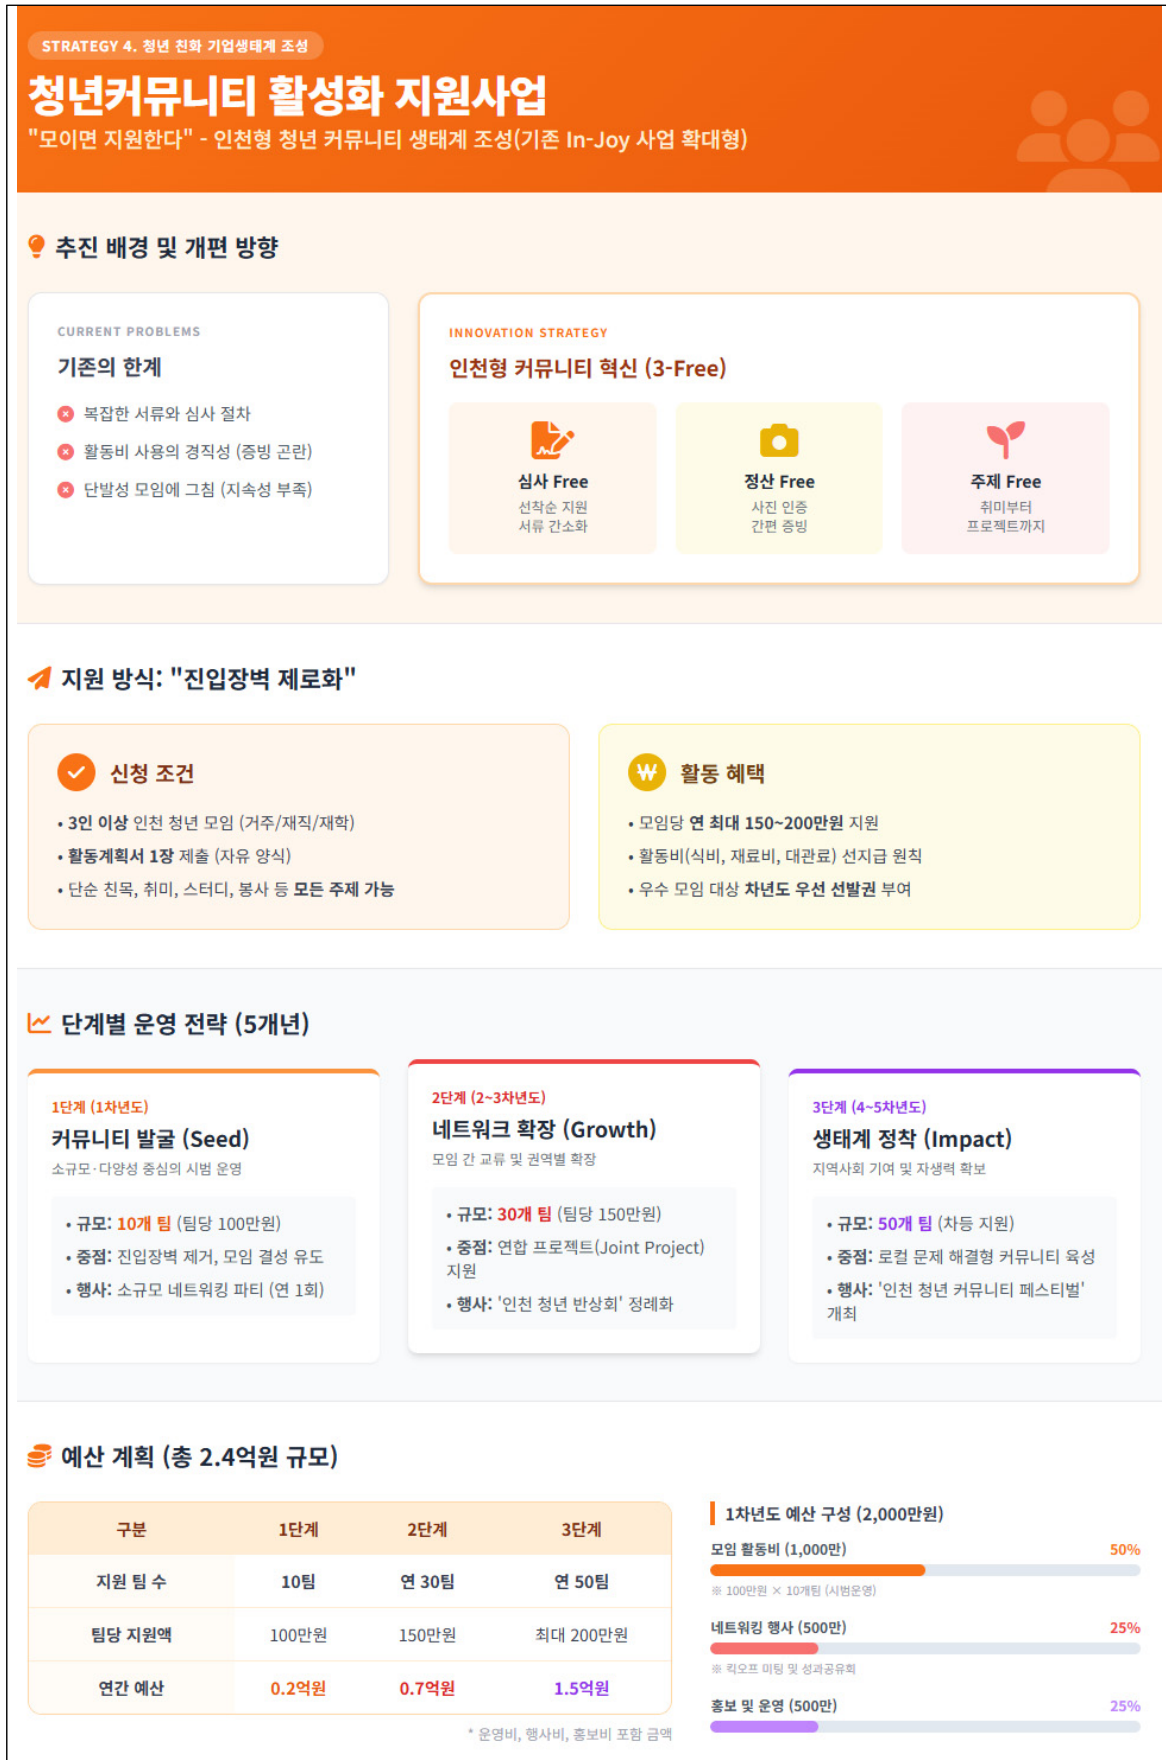 STRATEGY 4. 청년 친화 기업생태계 조성
청년커뮤니티 활성화 지원사업
"모이면 지원한다" - 인천형 청년 커뮤니티 생태계 조성(기존 In-Joy 사업 확대형)
추진 배경 및 개편 방향
CURRENT PROBLEMS
기존의 한계
복잡한 서류와 심사 절차
활동비 사용의 경직성 (증빙 곤란)
단발성 모임에 그침 (지속성 부족)
INNOVATION STRATEGY
인천형 커뮤니티 혁신 (3-Free)
심사 Free
선착순 지원
서류 간소화
정산 Free
사진 인증
간편 증빙
주제 Free
취미부터
프로젝트까지
지원 방식: "진입장벽 제로화"
신청 조건
• 3인 이상 인천 청년 모임 (거주/재직/재학)
• 활동계획서 1장 제출 (자유 양식)
• 단순 친목, 취미, 스터디, 봉사 등 모든 주제 가능
₩
활동 혜택
• 모임당 연 최대 150~200만원 지원
• 활동비(식비, 재료비, 대관료) 선지급 원칙
• 우수 모임 대상 차년도 우선 선발권 부여
단계별 운영 전략 (5개년)
1단계 (1차년도)
커뮤니티 발굴 (Seed)
소규모·다양성 중심의 시범 운영
• 규모: 10개 팀 (팀당 100만원)
• 중점: 진입장벽 제거, 모임 결성 유도
• 행사: 소규모 네트워킹 파티 (연 1회)
2단계 (2~3차년도)
네트워크 확장 (Growth)
모임 간 교류 및 권역별 확장
• 규모: 30개 팀 (팀당 150만원)
• 중점: 연합 프로젝트(Joint Project)
지원
• 행사: '인천 청년 반상회' 정례화
3단계 (4~5차년도)
생태계 정착 (Impact)
지역사회 기여 및 자생력 확보
• 규모: 50개 팀 (차등 지원)
• 중점: 로컬 문제 해결형 커뮤니티 육성
• 행사: '인천 청년 커뮤니티 페스티벌'
개최
예산 계획 (총 2.4억원 규모)
구분 1단계 2단계 3단계
지원 팀 수 10팀 연 30팀 연 50팀
팀당 지원액 100만원 150만원 최대 200만원
연간 예산 0.2억원 0.7억원 1.5억원
* 운영비, 행사비, 홍보비 포함 금액
1차년도 예산 구성 (2,000만원)
모임 활동비 (1,000만) 50%
※ 100만원 × 10개팀 (시범운영)
네트워킹 행사 (500만) 25%
※ 킥오프 미팅 및 성과공유회
홍보 및 운영 (500만) 25%